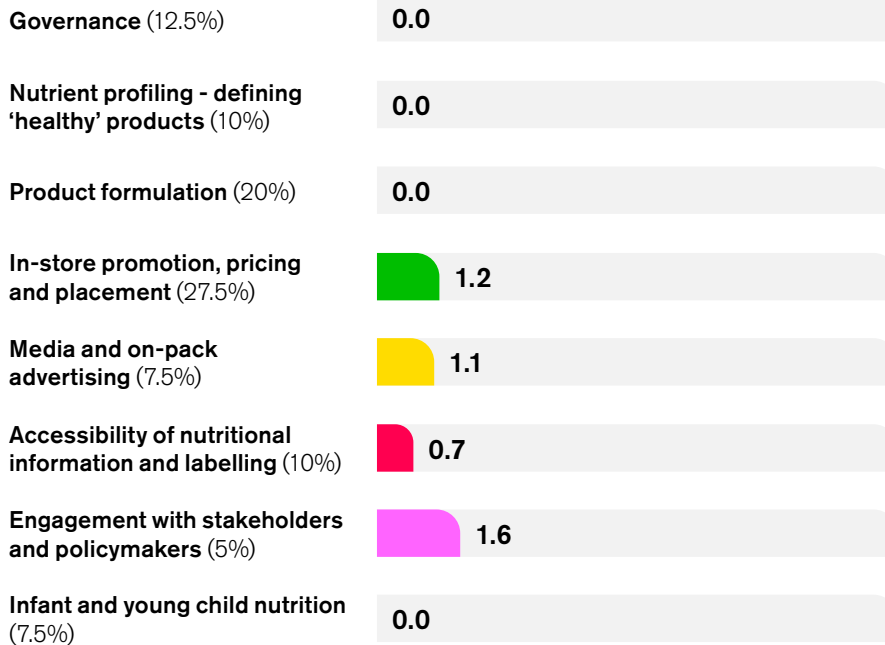 Governance (12.5%) 0.0
Nutrient profiling - defining
‘healthy’ products (10%) 0.0
Product formulation (20%) 0.0
In-store promotion, pricing
and placement (27.5%) 1.2
Media and on-pack
advertising (7.5%) 1.1
Accessibility of nutritional
information and labelling (10%) 0.7
Engagement with stakeholders
and policymakers (5%) 1.6
Infant and young child nutrition
(7.5%) 0.0